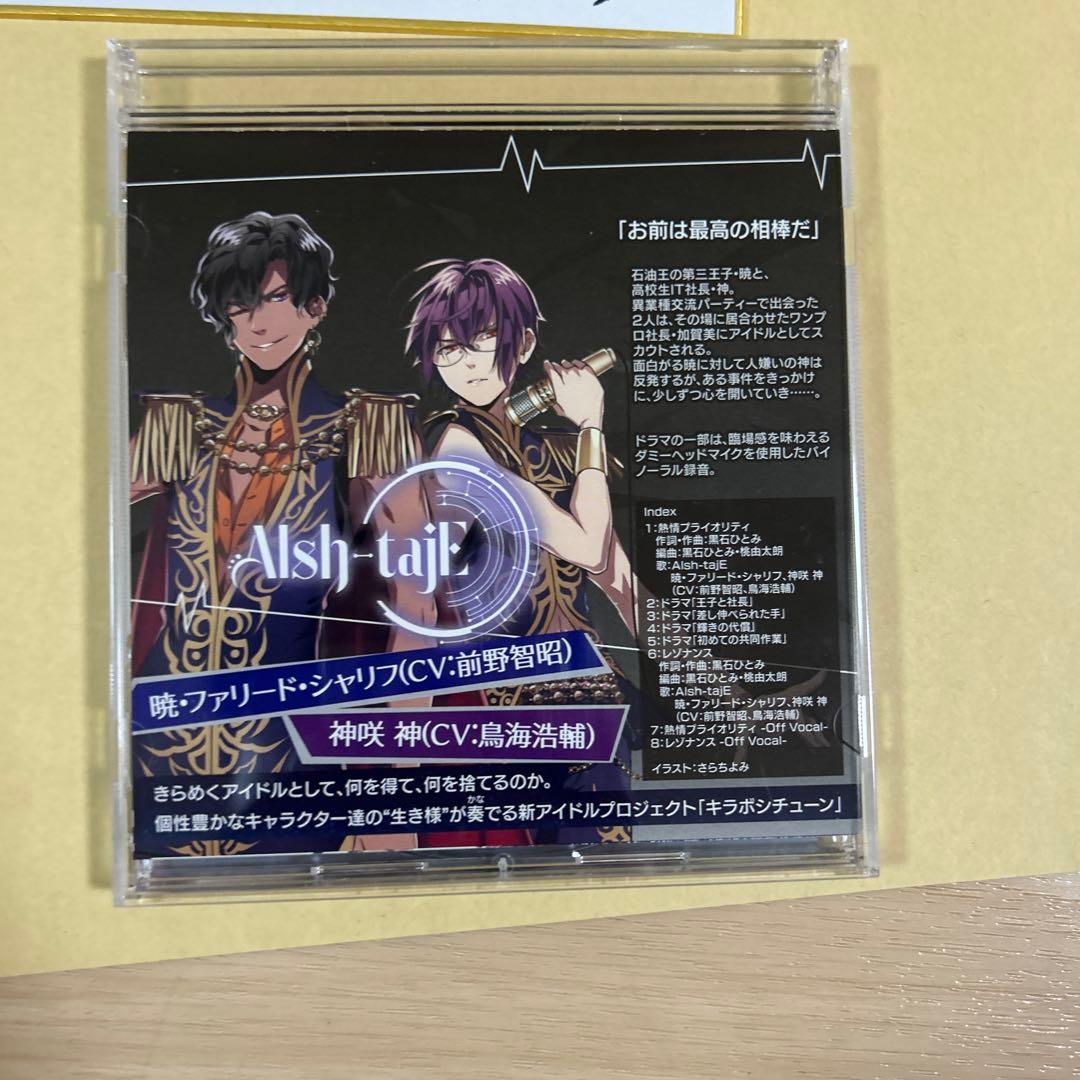 「お前は最高の相棒だ」
石油王の第三王子・暁と、
高校生IT社長・神。
異業種交流パーティーで出会った
2人は、その場に居合わせたワンプ
ロ社長・加賀美にアイドルとしてス
カウトされる。
面白がる暁に対して人嫌いの神は
反発するが、ある事件をきっかけ
に、少しずつ心を開いていき……。
ドラマの一部は、臨場感を味わえる
ダミーヘッドマイクを使用したバイ
ノーラル録音。
Index
1:熱情プライオリティ
作詞・作曲:黒石ひとみ
編曲:黒石ひとみ・桃由太朗
歌:Alsh-tajE
暁・ファリード・シャリフ、神咲 神
(CV:前野智昭、鳥海浩輔)
2:ドラマ「王子と社長」
3:ドラマ「差し伸べられた手」
4:ドラマ「輝きの代償」
5:ドラマ「初めての共同作業」
6:レゾナンス
作詞・作曲:黒石ひとみ
編曲:黒石ひとみ・桃由太朗
歌:Alsh-tajE
暁・ファリード・シャリフ、神咲 神
(CV:前野智昭、鳥海浩輔)
7:熱情プライオリティ -Off Vocal-
8:レゾナンス -Off Vocal-
イラスト:さらちよみ
Alsh-tajE
暁・ファリード・シャリフ(CV:前野智昭)
神咲 神(CV:鳥海浩輔)
きらめくアイドルとして、何を得て、何を捨てるのか。
かな
個性豊かなキャラクター達の“生き様”が奏でる新アイドルプロジェクト「キラボシチューン」